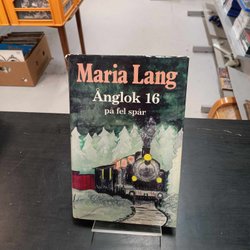 Maria Lang
Ånglok 16
på fel spår